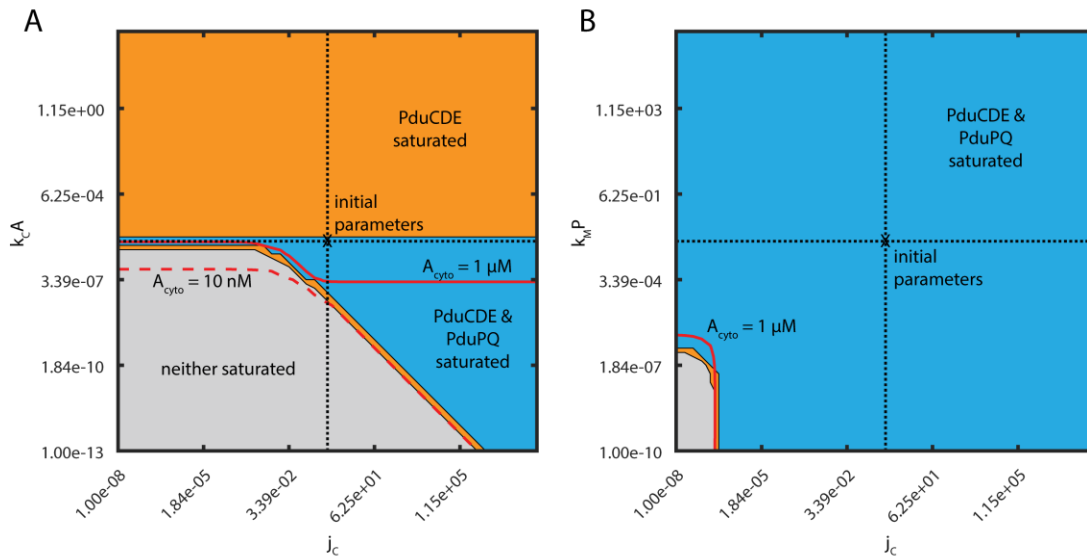 A
k_cA
1.15e+00
6.25e-04
3.39e-07
1.84e-10
1.00e-13
PduCDE
saturated
initial
parameters
A_cyto = 1 μM
A_cyto = 10 nM
PduCDE &
PduPQ
saturated
neither saturated
x
1.00e-08
1.84e-05
3.39e-02
6.25e+01
1.15e+05
j_c
B
k_MP
1.15e+03
6.25e-01
3.39e-04
1.84e-07
1.00e-10
PduCDE &
PduPQ
saturated
x
initial
parameters
A_cyto = 1 μM
1.00e-08
1.84e-05
3.39e-02
6.25e+01
1.15e+05
j_c